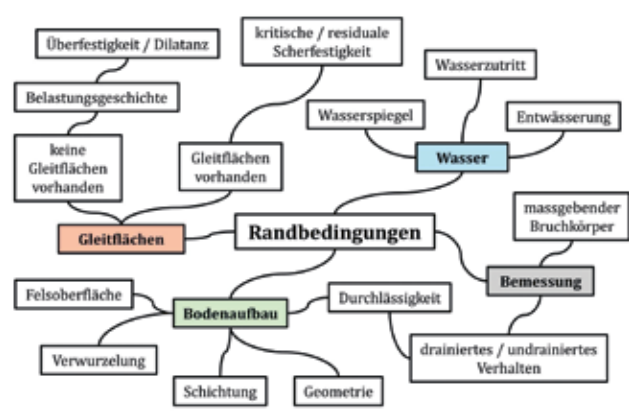 Überfestigkeit / Dilatanz
kritische / residuale
Scherfestigkeit
Wasserzutritt
Belastungsgeschichte
Wasserspiegel
Entwässerung
keine
Gleitflächen
vorhanden
Gleitflächen
vorhanden
Wasser
massgebender
Bruchkörper
Gleitflächen
Randbedingungen
Bemessung
Felsoberfläche
Durchlässigkeit
Bodenaufbau
Verwurzelung
drainiertes / undrainiertes
Verhalten
Schichtung
Geometrie